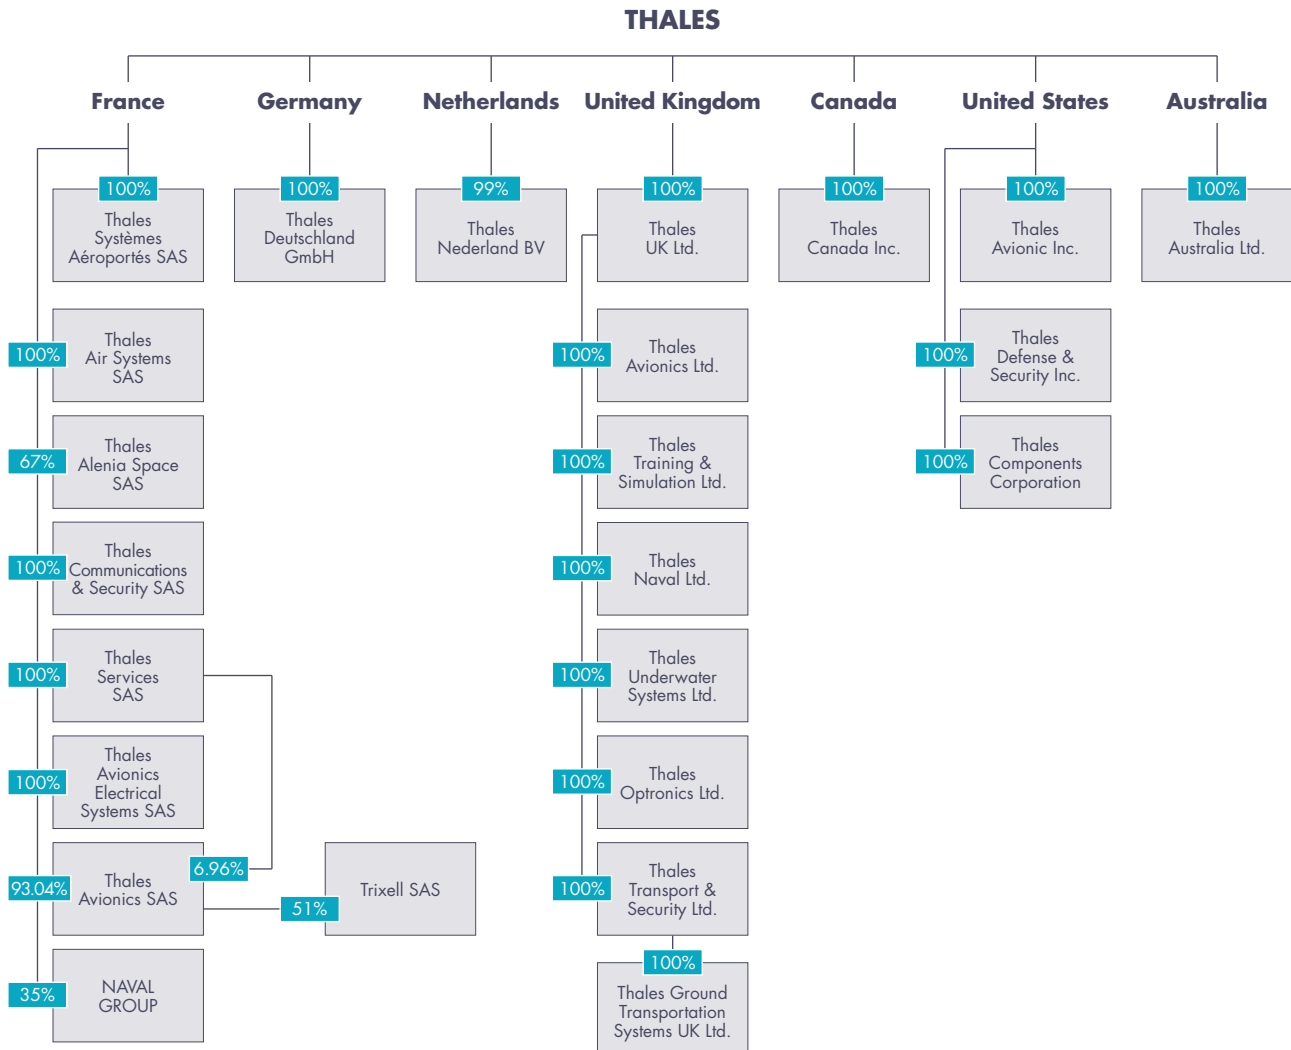 THALES
France
Germany
Netherlands
United Kingdom
Canada
United States
Australia
100%
Thales
Systèmes
Aéroportés SAS
100%
Thales
Deutschland
GmbH
99%
Thales
Nederland BV
100%
Thales
UK Ltd.
100%
Thales
Canada Inc.
100%
Thales
Avionic Inc.
100%
Thales
Australia Ltd.
100%
Thales
Air Systems
SAS
100%
Thales
Avionics Ltd.
100%
Thales
Defense &
Security Inc.
67%
Thales
Alenia Space
SAS
100%
Thales
Training &
Simulation Ltd.
100%
Thales
Components
Corporation
100%
Thales
Communications
& Security SAS
100%
Thales
Naval Ltd.
100%
Thales
Services
SAS
100%
Thales
Underwater
Systems Ltd.
100%
Thales
Avionics
Electrical
Systems SAS
100%
Thales
Optronics Ltd.
93.04%
Thales
Avionics SAS
6.96%
51%
Trixell SAS
100%
Thales
Transport &
Security Ltd.
35%
NAVAL
GROUP
100%
Thales Ground
Transportation
Systems UK Ltd.